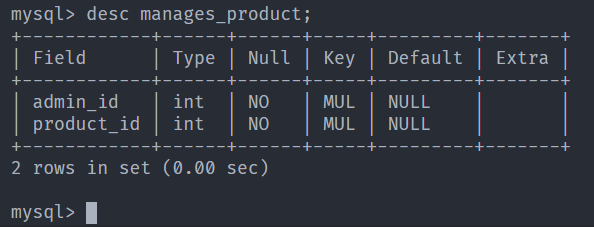 mysql> desc manages_product;
+------------+------+------+-----+---------+-------+
| Field      | Type | Null | Key | Default | Extra |
+------------+------+------+-----+---------+-------+
| admin_id   | int  | NO   | MUL | NULL    |       |
| product_id | int  | NO   | MUL | NULL    |       |
+------------+------+------+-----+---------+-------+
2 rows in set (0.00 sec)

mysql>